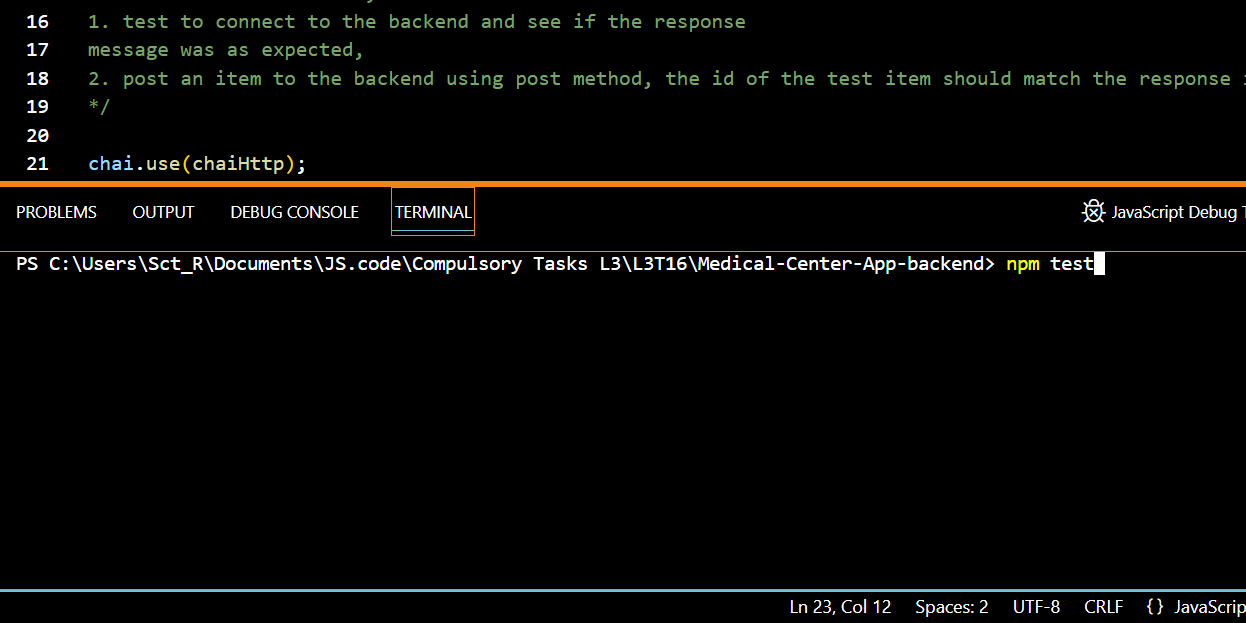 16 1. test to connect to the backend and see if the response
17 message was as expected,
18 2. post an item to the backend using post method, the id of the test item should match the response
19 */
20
21 chai.use(chaiHttp);
PROBLEMS OUTPUT DEBUG CONSOLE TERMINAL JavaScript Debug
PS C:\Users\Sct_R\Documents\JS.code\Compulsory Tasks L3\L3T16\Medical-Center-App-backend> npm test
Ln 23, Col 12 Spaces: 2 UTF-8 CRLF {} JavaScrip